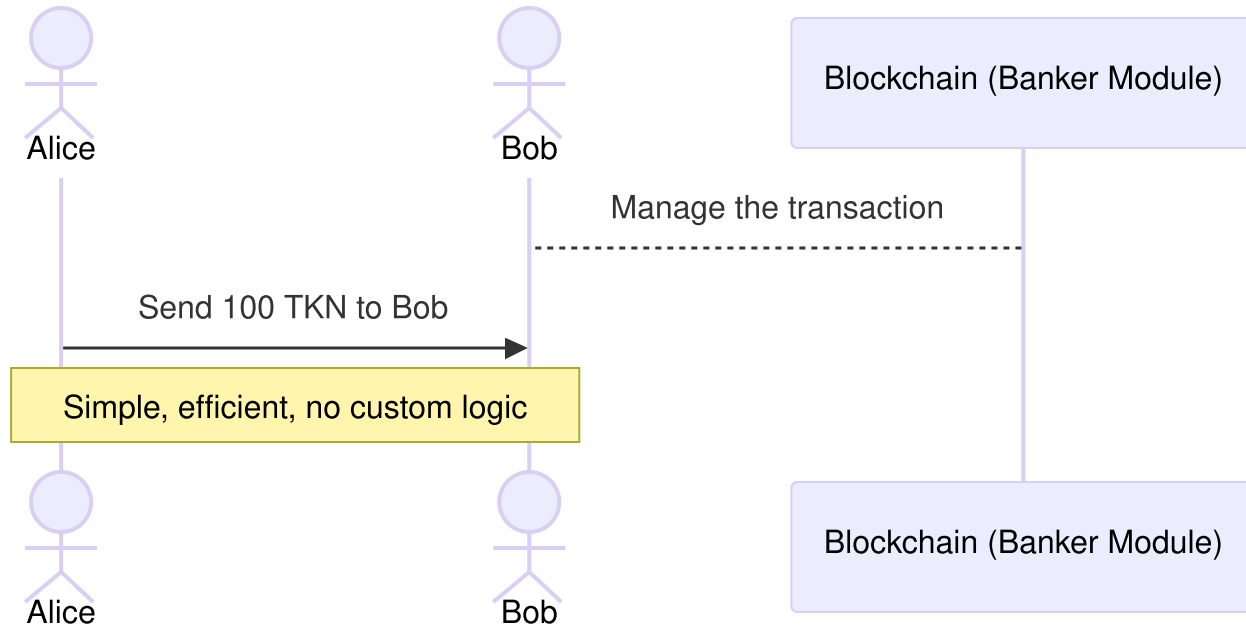 Alice
Bob
Blockchain (Banker Module)
Manage the transaction
Send 100 TKN to Bob
Simple, efficient, no custom logic
Alice
Bob
Blockchain (Banker Module)